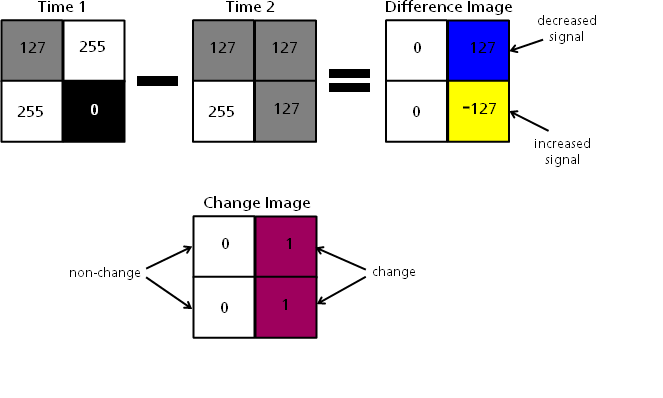 Time 1
Time 2
Difference Image
127 255
127 127
0 127
decreased
signal
255 0
255 127
0 -127
increased
signal
Change Image
0 1
non-change
change
0 1